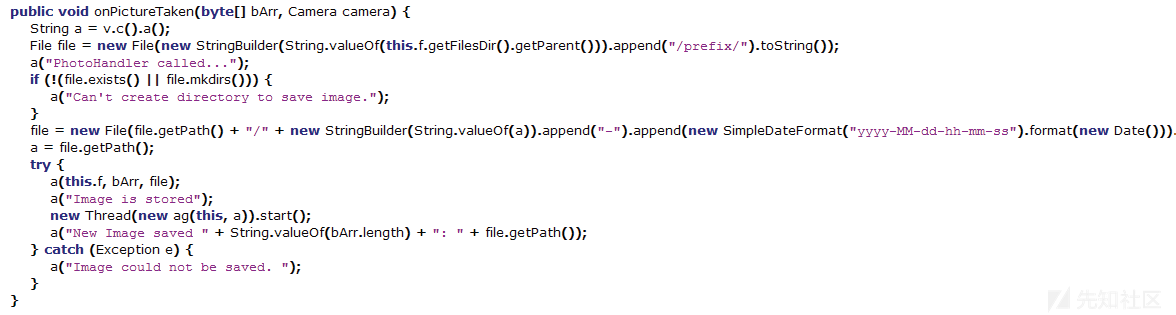 public void onPictureTaken(byte[] bArr, Camera camera) {
String a = v.c().a();
File file = new File(new StringBuilder(String.valueOf(this.f.getFilesDir().getParent())).append("/prefix/").toString());
a("PhotoHandler called...");
if (!(file.exists() || file.mkdirs())) {
a("Can't create directory to save image.");
}
file = new File(file.getPath() + "/" + new StringBuilder(String.valueOf(a)).append("-").append(new SimpleDateFormat("yyyy-MM-dd-hh-mm-ss").format(new Date())).
a = file.getPath();
try {
a(this.f, bArr, file);
a("Image is stored");
new Thread(new ag(this, a)).start();
a("New Image saved " + String.valueOf(bArr.length) + ": " + file.getPath());
} catch (Exception e) {
a("Image could not be saved. ");
}
}
先知社区